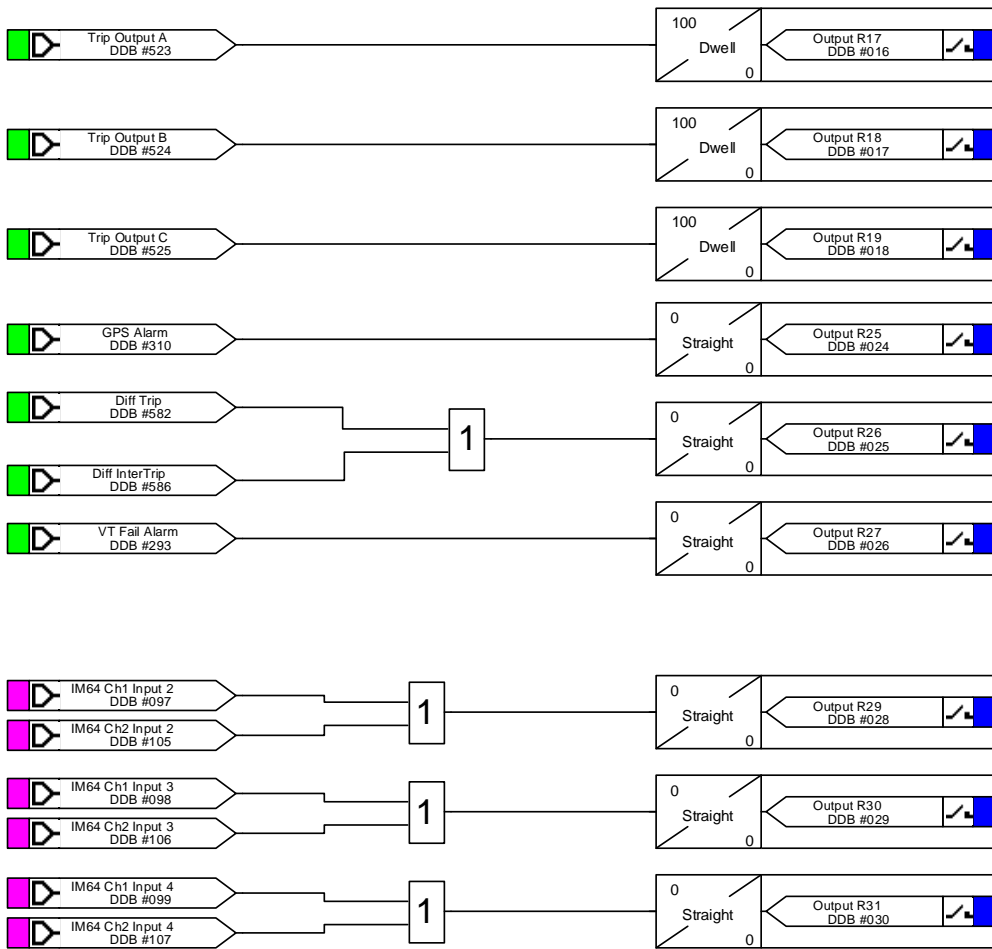 Trip Output A
DDB #523
100
Dwell
0
Output R17
DDB #016
Trip Output B
DDB #524
100
Dwell
0
Output R18
DDB #017
Trip Output C
DDB #525
100
Dwell
0
Output R19
DDB #018
GPS Alarm
DDB #310
0
Straight
0
Output R25
DDB #024
Diff Trip
DDB #582
Diff InterTrip
DDB #586
1
0
Straight
0
Output R26
DDB #025
VT Fail Alarm
DDB #293
0
Straight
0
Output R27
DDB #026
IM64 Ch1 Input 2
DDB #097
IM64 Ch2 Input 2
DDB #105
1
0
Straight
0
Output R29
DDB #028
IM64 Ch1 Input 3
DDB #098
IM64 Ch2 Input 3
DDB #106
1
0
Straight
0
Output R30
DDB #029
IM64 Ch1 Input 4
DDB #099
IM64 Ch2 Input 4
DDB #107
1
0
Straight
0
Output R31
DDB #030